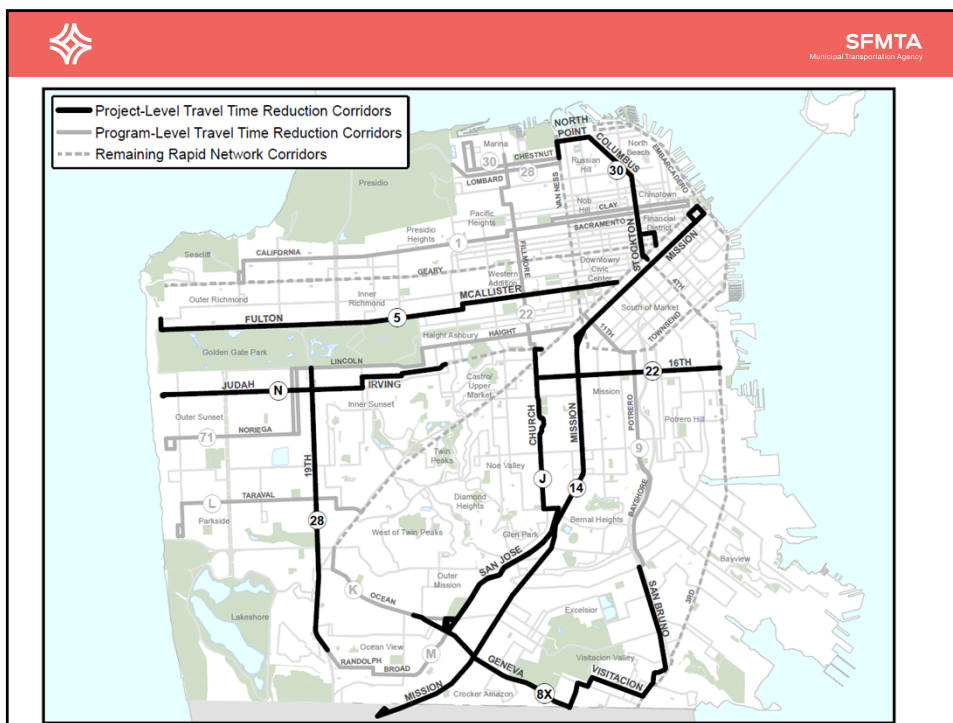 SFMTA
Municipal Transportation Agency
Project-Level Travel Time Reduction Corridors
Program-Level Travel Time Reduction Corridors
Remaining Rapid Network Corridors
NORTH
POINT
Marina
North
Beach
COLUMBUS
EMBARCADERO
30
CHESTNUT
Russian
Hill
LOMBARD
28
VAN NESS
30
Presidio
Chinatown
Nob
Hill
CLAY
Pacific
Heights
SACRAMENTO
Financial
District
Presidio
Heights
1
STOCKTON
MISSION
CALIFORNIA
Seacliff
FILLMORE
Downtown/
Civic
Center
GEARY
Western
Addition
4TH
Outer Richmond
Inner
Richmond
MCALLISTER
South of Market
FULTON
5
22
TOWNSEND
11TH
Haight Ashbury
HAIGHT
Golden Gate Park
LINCOLN
16TH
Castro/
Upper
Market
22
JUDAH
N
IRVING
Mission
Inner Sunset
CHURCH
MISSION
POTRERO
Outer Sunset
Potrero Hill
NORIEGA
71
9
Twin
Peaks
19TH
Noe Valley
J
14
TARAVAL
L
Diamond
Heights
BAYSHORE
Parkside
28
Bernal Heights
West of Twin Peaks
Glen Park
Bayview
SAN JOSE
Outer
Mission
K
OCEAN
SAN BRUNO
3RD
Excelsior
Lakeshore
Ocean View
M
Visitacion Valley
RANDOLPH
BROAD
GENEVA
VISITACION
MISSION
Crocker Amazon
8X